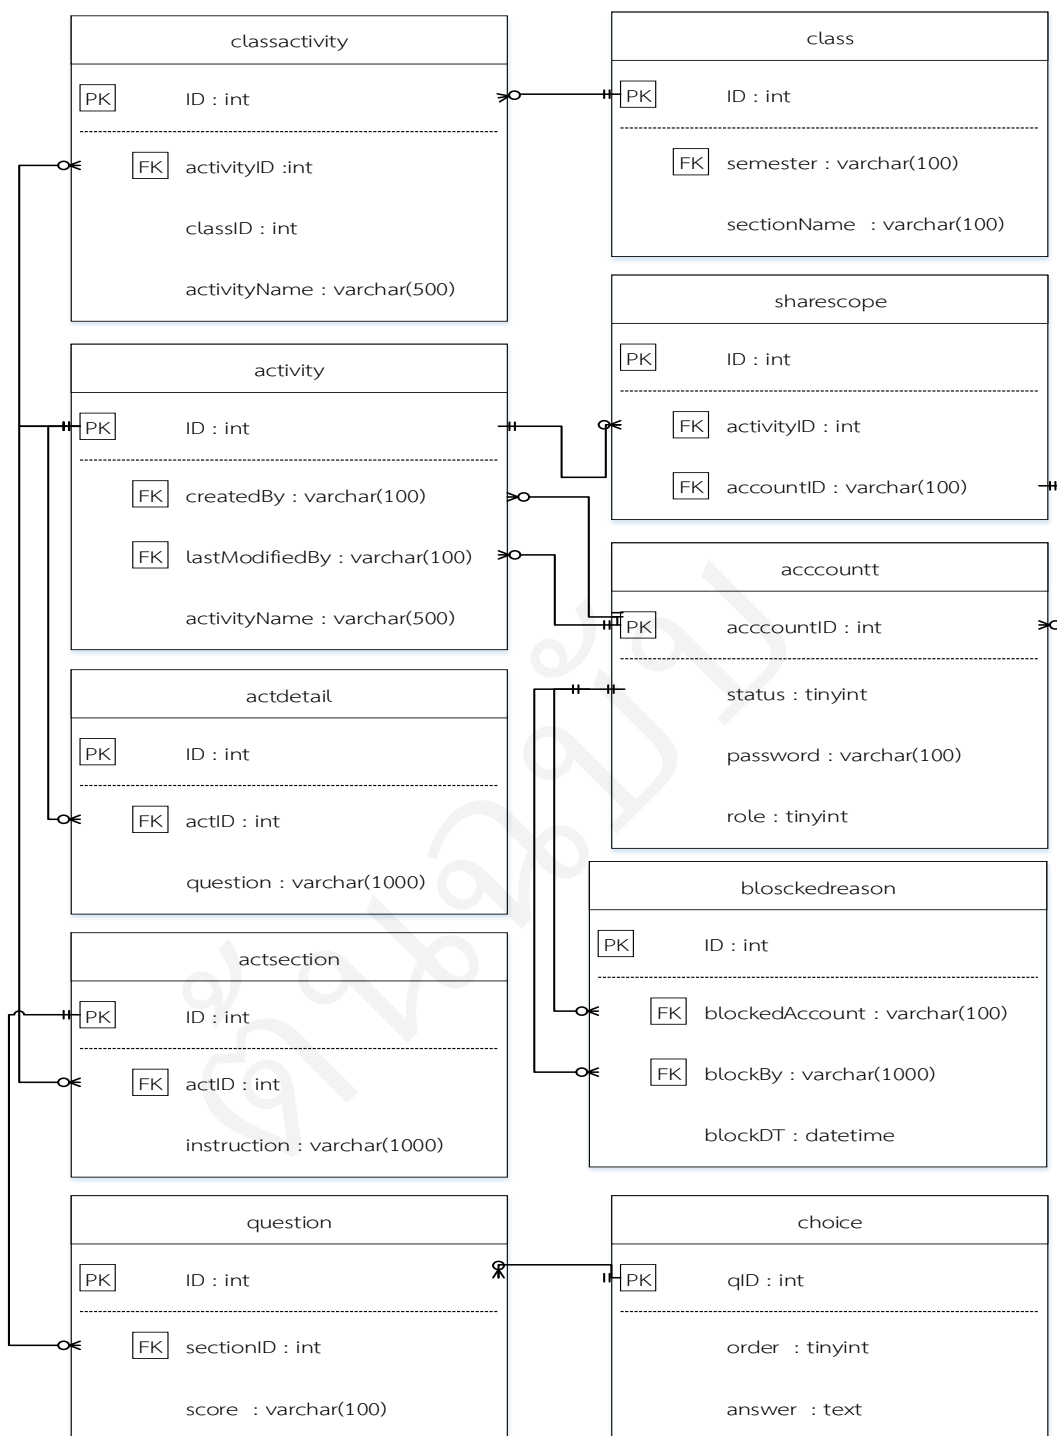 classactivity
PK ID : int
FK activityID :int
classID : int
activityName : varchar(500)
class
PK ID : int
FK semester : varchar(100)
sectionName : varchar(100)
sharescope
PK ID : int
FK activityID : int
FK accountID : varchar(100)
activity
PK ID : int
FK createdBy : varchar(100)
FK lastModifiedBy : varchar(100)
activityName : varchar(500)
acccountt
PK acccountID : int
status : tinyint
password : varchar(100)
role : tinyint
actdetail
PK ID : int
FK actID : int
question : varchar(1000)
blosckedreason
PK ID : int
FK blockedAccount : varchar(100)
FK blockBy : varchar(1000)
blockDT : datetime
actsection
PK ID : int
FK actID : int
instruction : varchar(1000)
question
PK ID : int
FK sectionID : int
score : varchar(100)
choice
PK qID : int
order : tinyint
answer : text
ต้นฉบับ